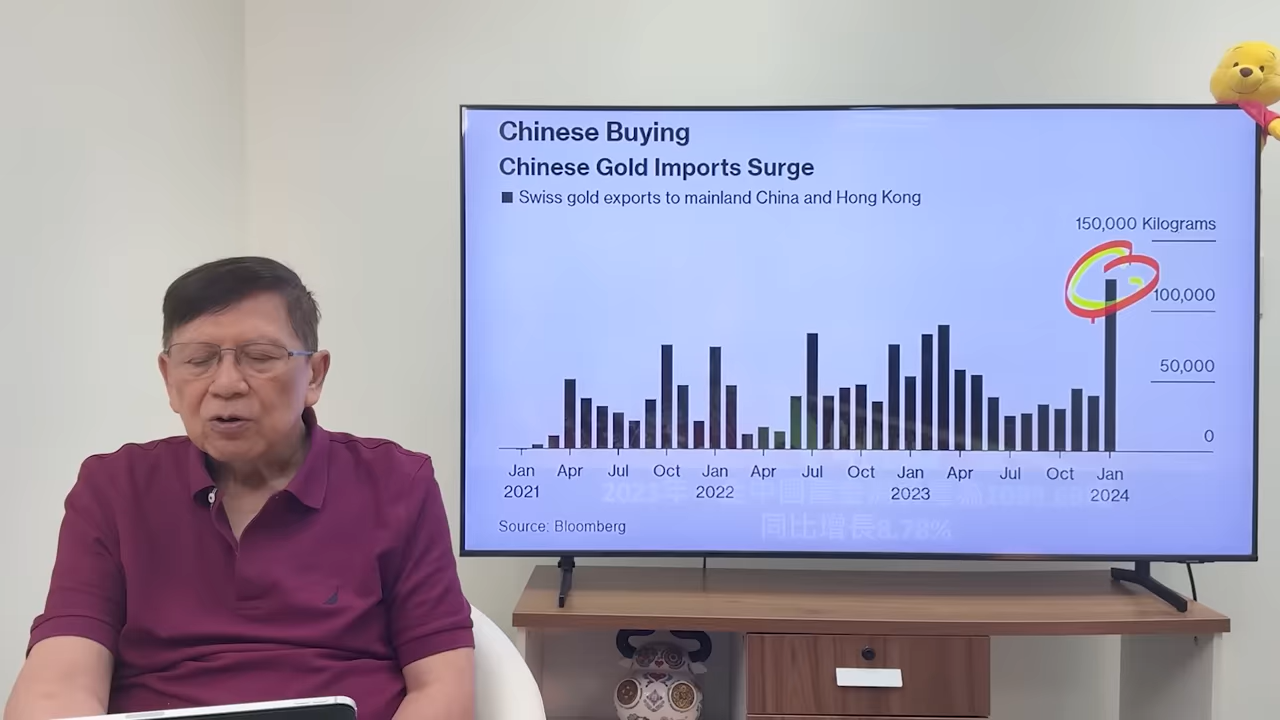 Chinese Buying
Chinese Gold Imports Surge
Swiss gold exports to mainland China and Hong Kong
150,000 Kilograms
100,000
50,000
0
Jan Apr Jul Oct Jan Apr Jul Oct Jan Apr Jul Oct Jan
2021 2022 2023 2024
Source: Bloomberg
同比增長8.78%